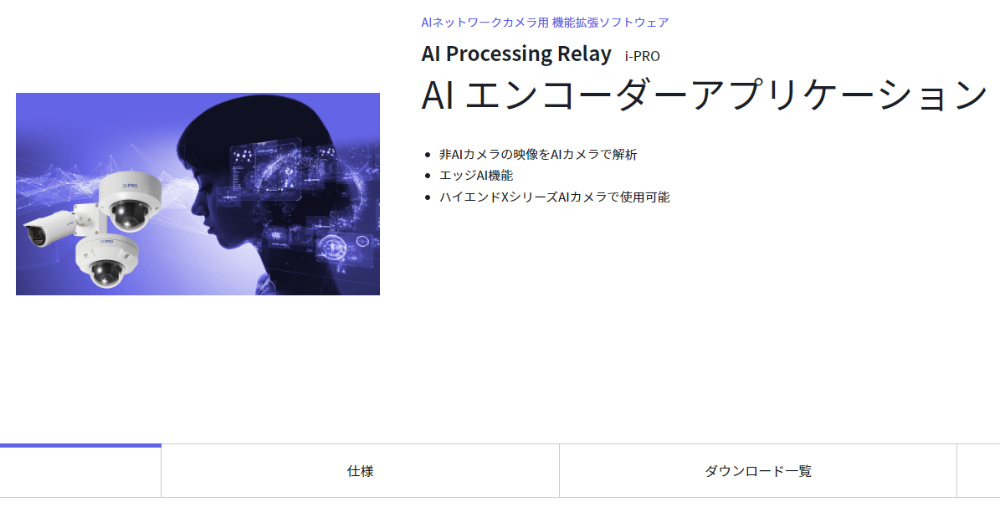 AIネットワークカメラ用 機能拡張ソフトウェア
AI Processing Relay i-PRO
AI エンコーダーアプリケーション
非AIカメラの映像をAIカメラで解析
エッジAI機能
ハイエンドXシリーズAIカメラで使用可能
i-PRO
i-PRO
仕様
ダウンロード一覧